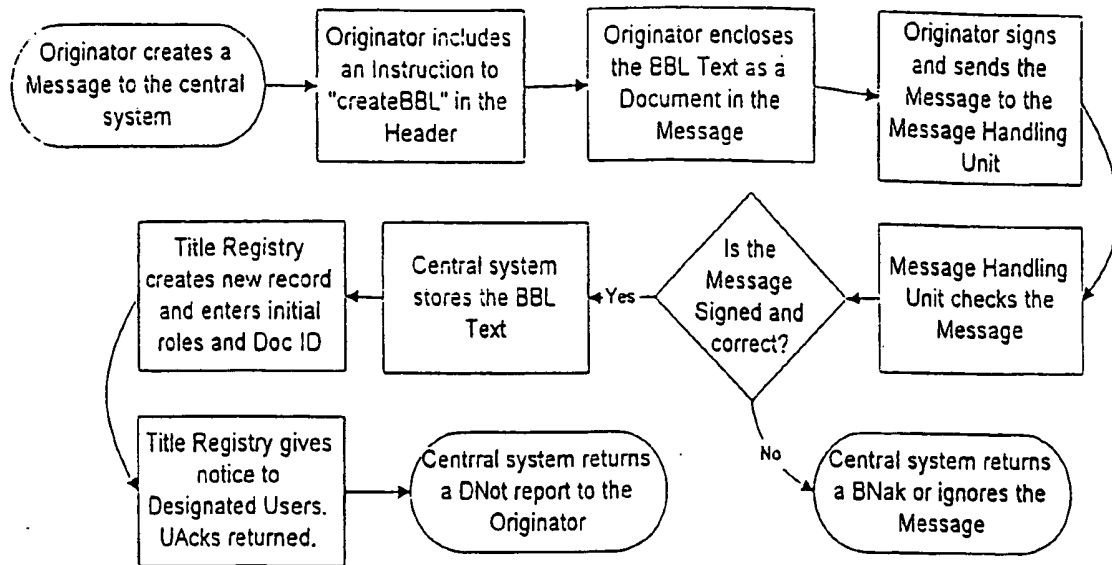 Originator creates a
Message to the central
system
Originator includes
an Instruction to
"createBBL" in the
Header
Originator encloses
the BBL Text as a
Document in the
Message
Originator signs
and sends the
Message to the
Message Handling
Unit
Message Handling
Unit checks the
Message
Is the
Message
Signed and
correct?
Yes
Central system
stores the BBL
Text
Title Registry
creates new record
and enters initial
roles and Doc ID
Title Registry gives
notice to
Designated Users.
UAcks returned.
Centrral system returns
a DNot report to the
Originator
No
Central system returns
a BNak or ignores the
Message